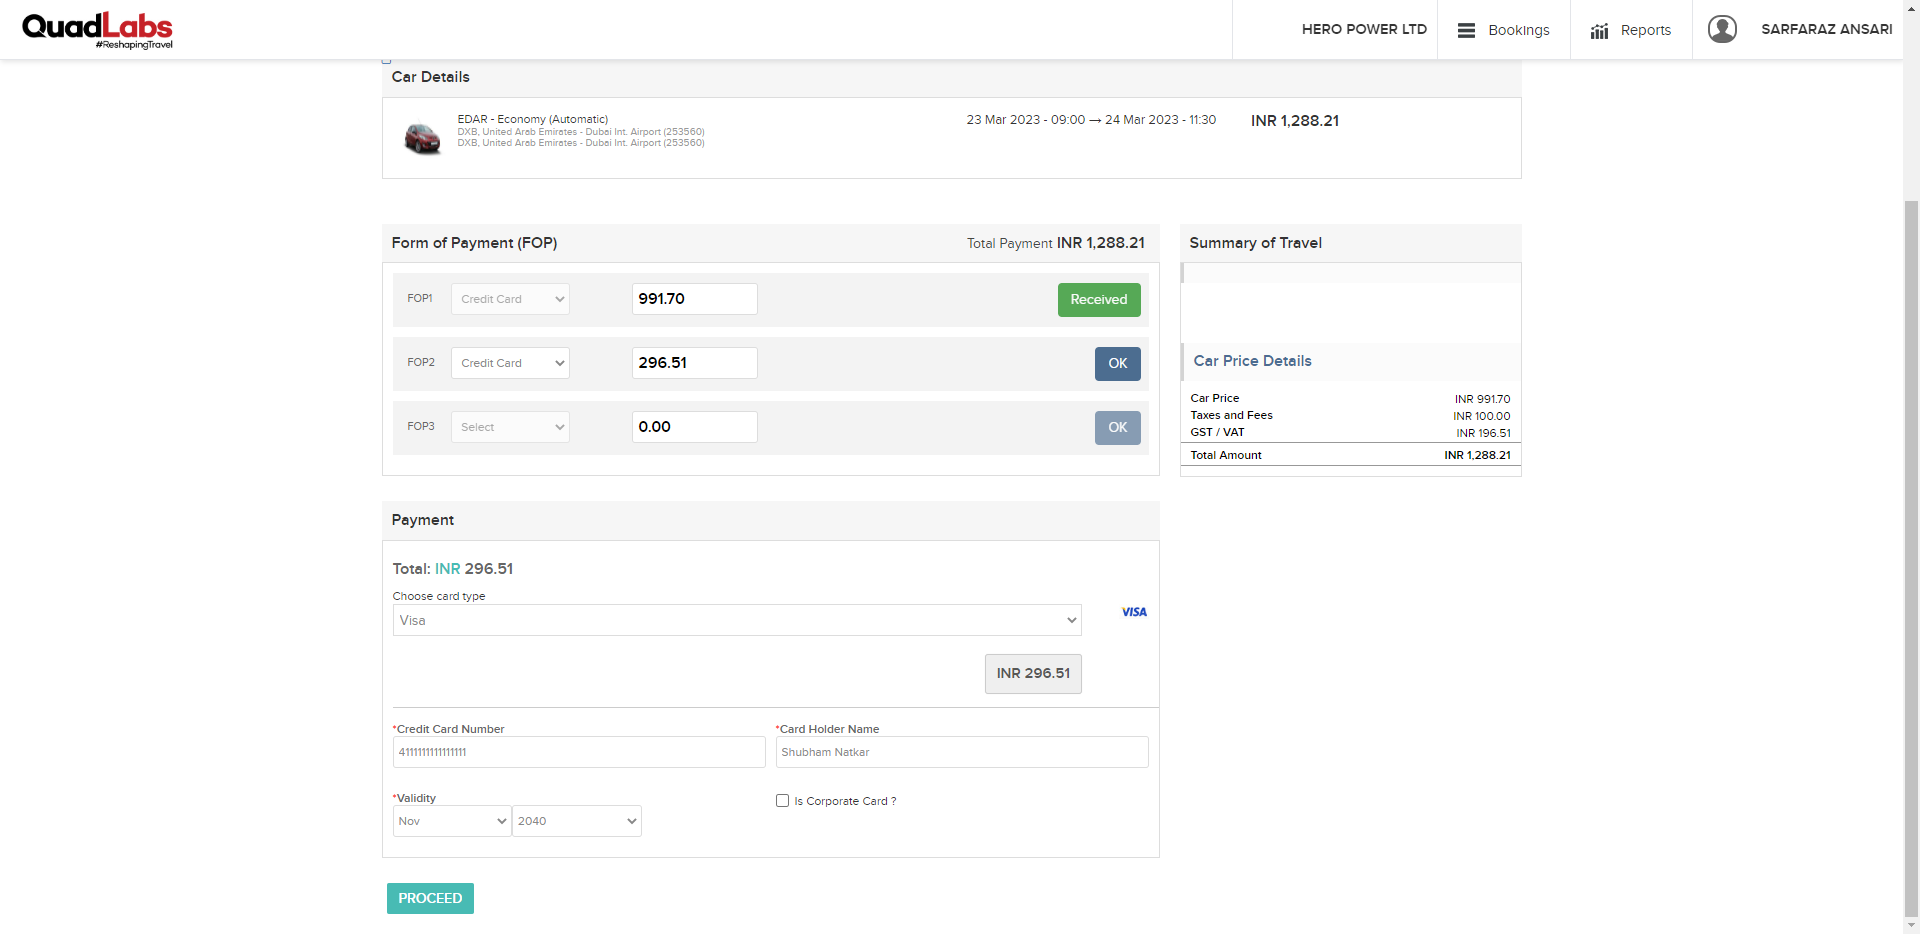 QuadLabs
#ReshapingTravel
HERO POWER LTD
Bookings
Reports
SARFARAZ ANSARI
Car Details
EDAR - Economy (Automatic)
DXB, United Arab Emirates - Dubai Int. Airport (253560)
DXB, United Arab Emirates - Dubai Int. Airport (253560)
23 Mar 2023 - 09:00 → 24 Mar 2023 - 11:30
INR 1,288.21
Form of Payment (FOP)
Total Payment INR 1,288.21
FOP1 Credit Card 991.70 Received
FOP2 Credit Card 296.51 OK
FOP3 Select 0.00 OK
Summary of Travel
Car Price Details
Car Price INR 991.70
Taxes and Fees INR 100.00
GST / VAT INR 196.51
Total Amount INR 1,288.21
Payment
Total: INR 296.51
Choose card type
Visa
VISA
INR 296.51
*Credit Card Number
4111111111111111
*Card Holder Name
Shubham Natkar
*Validity
Nov 2040
Is Corporate Card ?
PROCEED